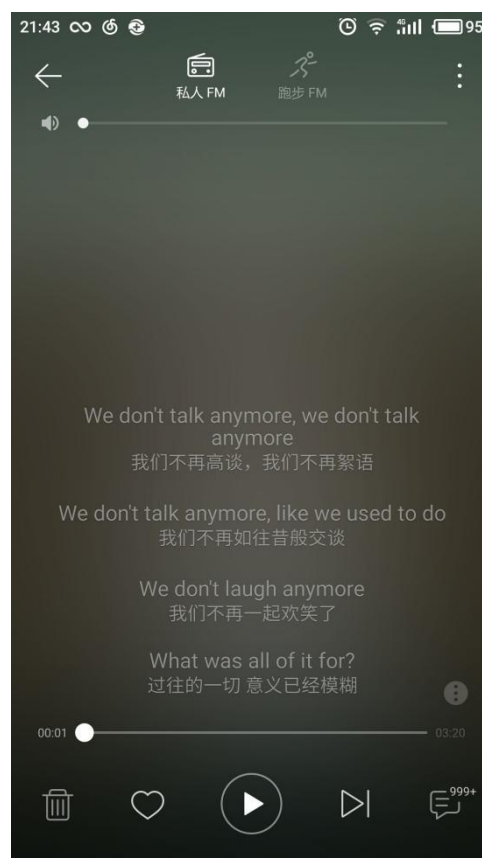 21:43
4G
95
私人 FM
跑步 FM
We don't talk anymore, we don't talk
anymore
我们不再高谈，我们不再絮语
We don't talk anymore, like we used to do
我们不再如往昔般交谈
We don't laugh anymore
我们不再一起欢笑了
What was all of it for?
过往的一切 意义已经模糊
00:01
03:20
999+